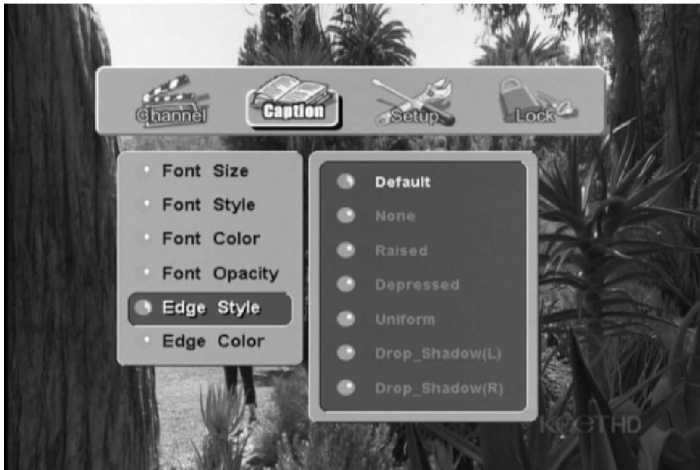 Channel
Caption
Setup
Lock
Font Size
Font Style
Font Color
Font Opacity
Edge Style
Edge Color
Default
None
Raised
Depressed
Uniform
Drop_Shadow(L)
Drop_Shadow(R)
KCETHD